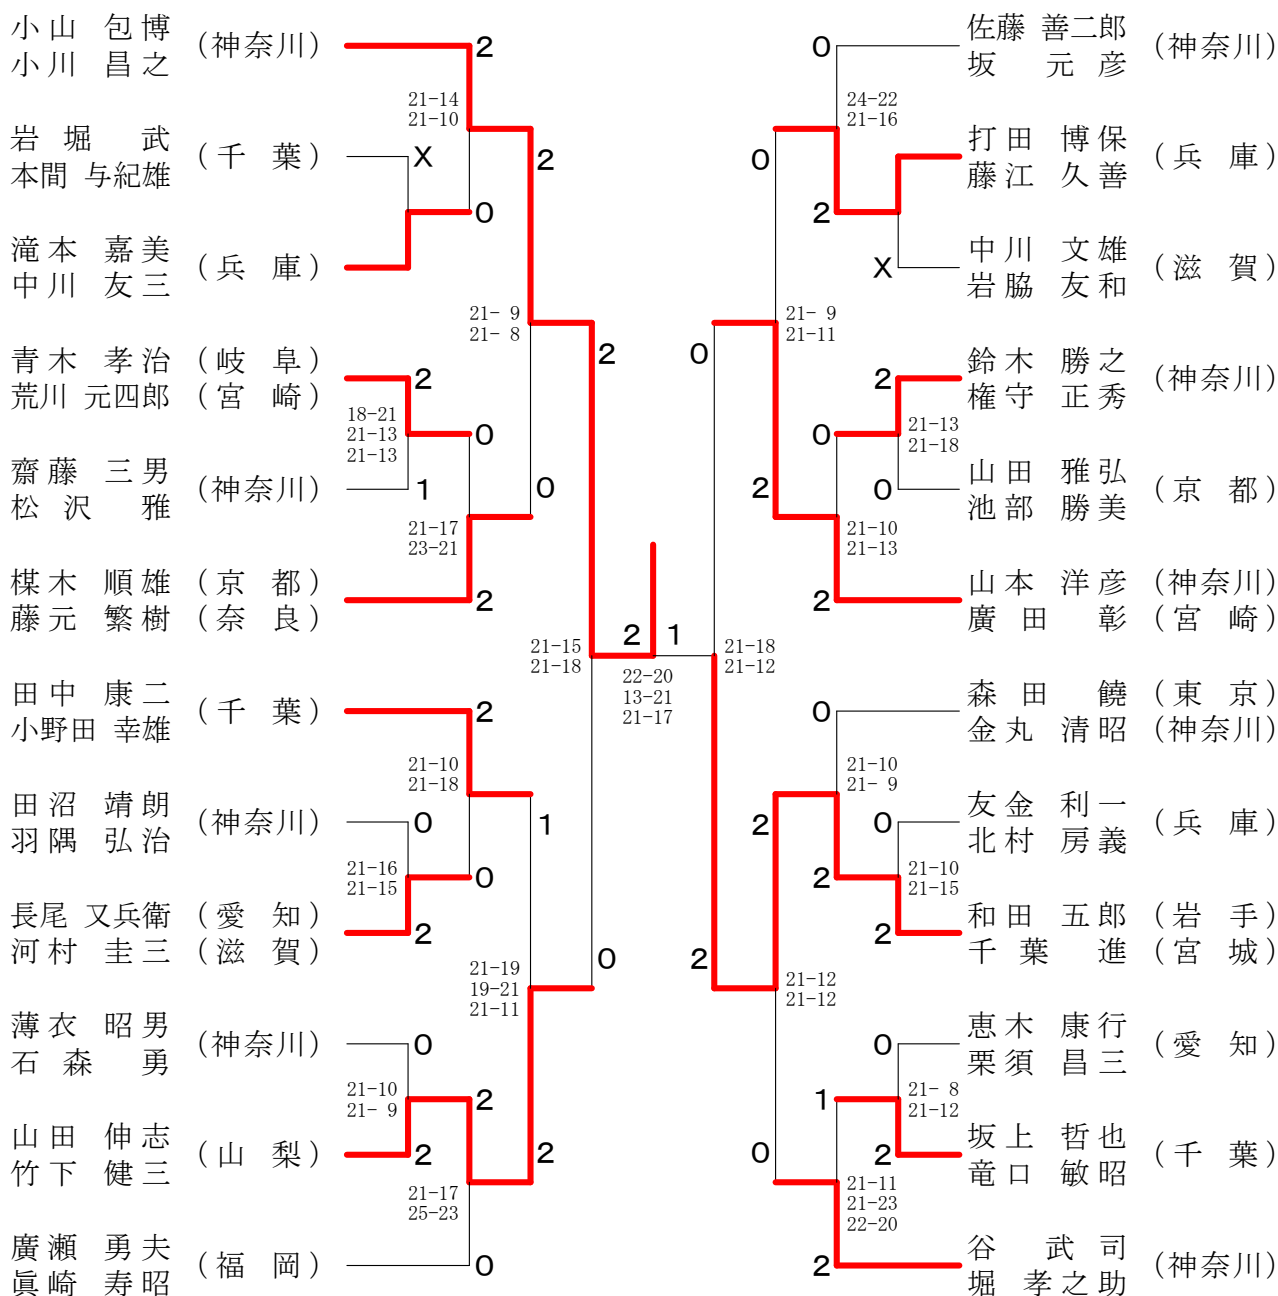 小山 包博 (神奈川)
小川 昌之
2
21-14
21-10
岩堀 武 (千葉)
本間 与紀雄
X
2
0
滝本 嘉美 (兵庫)
中川 友三
21- 9
21- 8
2
青木 孝治 (岐阜)
荒川 元四郎 (宮崎)
2
18-21
21-13
21-13
0
齋藤 三男 (神奈川)
松沢 雅
1
0
21-17
23-21
楳木 順雄 (京都)
藤元 繁樹 (奈良)
2
21-15
21-18
田中 康二 (千葉)
小野田 幸雄
2
21-10
21-18
田沼 靖朗 (神奈川)
羽隅 弘治
0
1
21-16
21-15
0
長尾 又兵衛 (愛知)
河村 圭三 (滋賀)
2
0
21-19
19-21
21-11
薄衣 昭男 (神奈川)
石森 勇
0
21-10
21- 9
2
山田 伸志 (山梨)
竹下 健三
2
2
21-17
25-23
廣瀬 勇夫 (福岡)
眞崎 寿昭
0
2 1
22-20
13-21
21-17
0
佐藤 善二郎 (神奈川)
坂 元彦
24-22
21-16
0
打田 博保 (兵庫)
藤江 久善
2
X
中川 文雄 (滋賀)
岩脇 友和
21- 9
21-11
0
2
鈴木 勝之 (神奈川)
権守 正秀
0
21-13
21-18
2
0
山田 雅弘 (京都)
池部 勝美
21-10
21-13
2
山本 洋彦 (神奈川)
廣田 彰 (宮崎)
21-18
21-12
0
森田 饒 (東京)
金丸 清昭 (神奈川)
21-10
21- 9
2
0
友金 利一 (兵庫)
北村 房義
2
21-10
21-15
2
和田 五郎 (岩手)
千葉 進 (宮城)
2
21-12
21-12
0
恵木 康行 (愛知)
栗須 昌三
1
21- 8
21-12
0
2
坂上 哲也 (千葉)
竜口 敏昭
21-11
21-23
22-20
2
谷 武司 (神奈川)
堀 孝之助